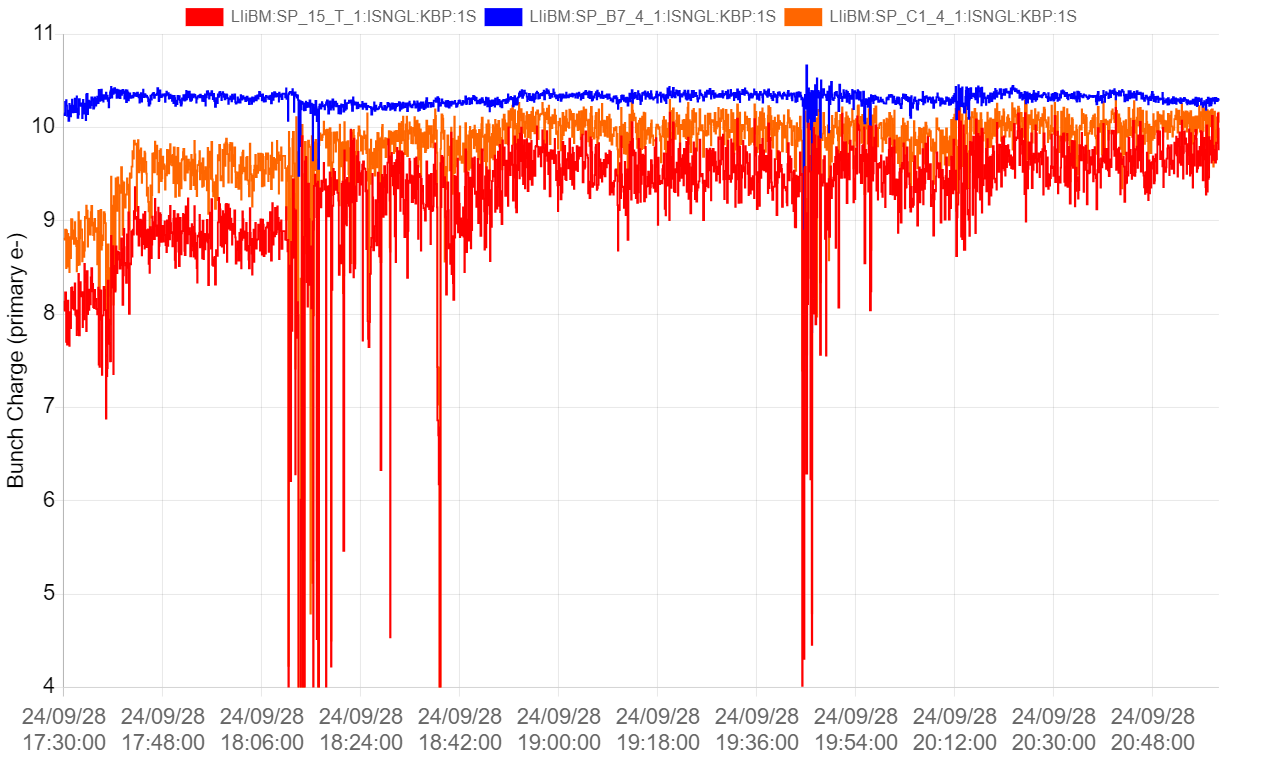 LIiBM:SP_15_T_1:ISNGL:KBP:1S LIiBM:SP_B7_4_1:ISNGL:KBP:1S LIiBM:SP_C1_4_1:ISNGL:KBP:1S
Bunch Charge (primary e-)
11
10
9
8
7
6
5
4
24/09/28 24/09/28 24/09/28 24/09/28 24/09/28 24/09/28 24/09/28 24/09/28 24/09/28 24/09/28 24/09/28 24/09/28
17:30:00 17:48:00 18:06:00 18:24:00 18:42:00 19:00:00 19:18:00 19:36:00 19:54:00 20:12:00 20:30:00 20:48:00